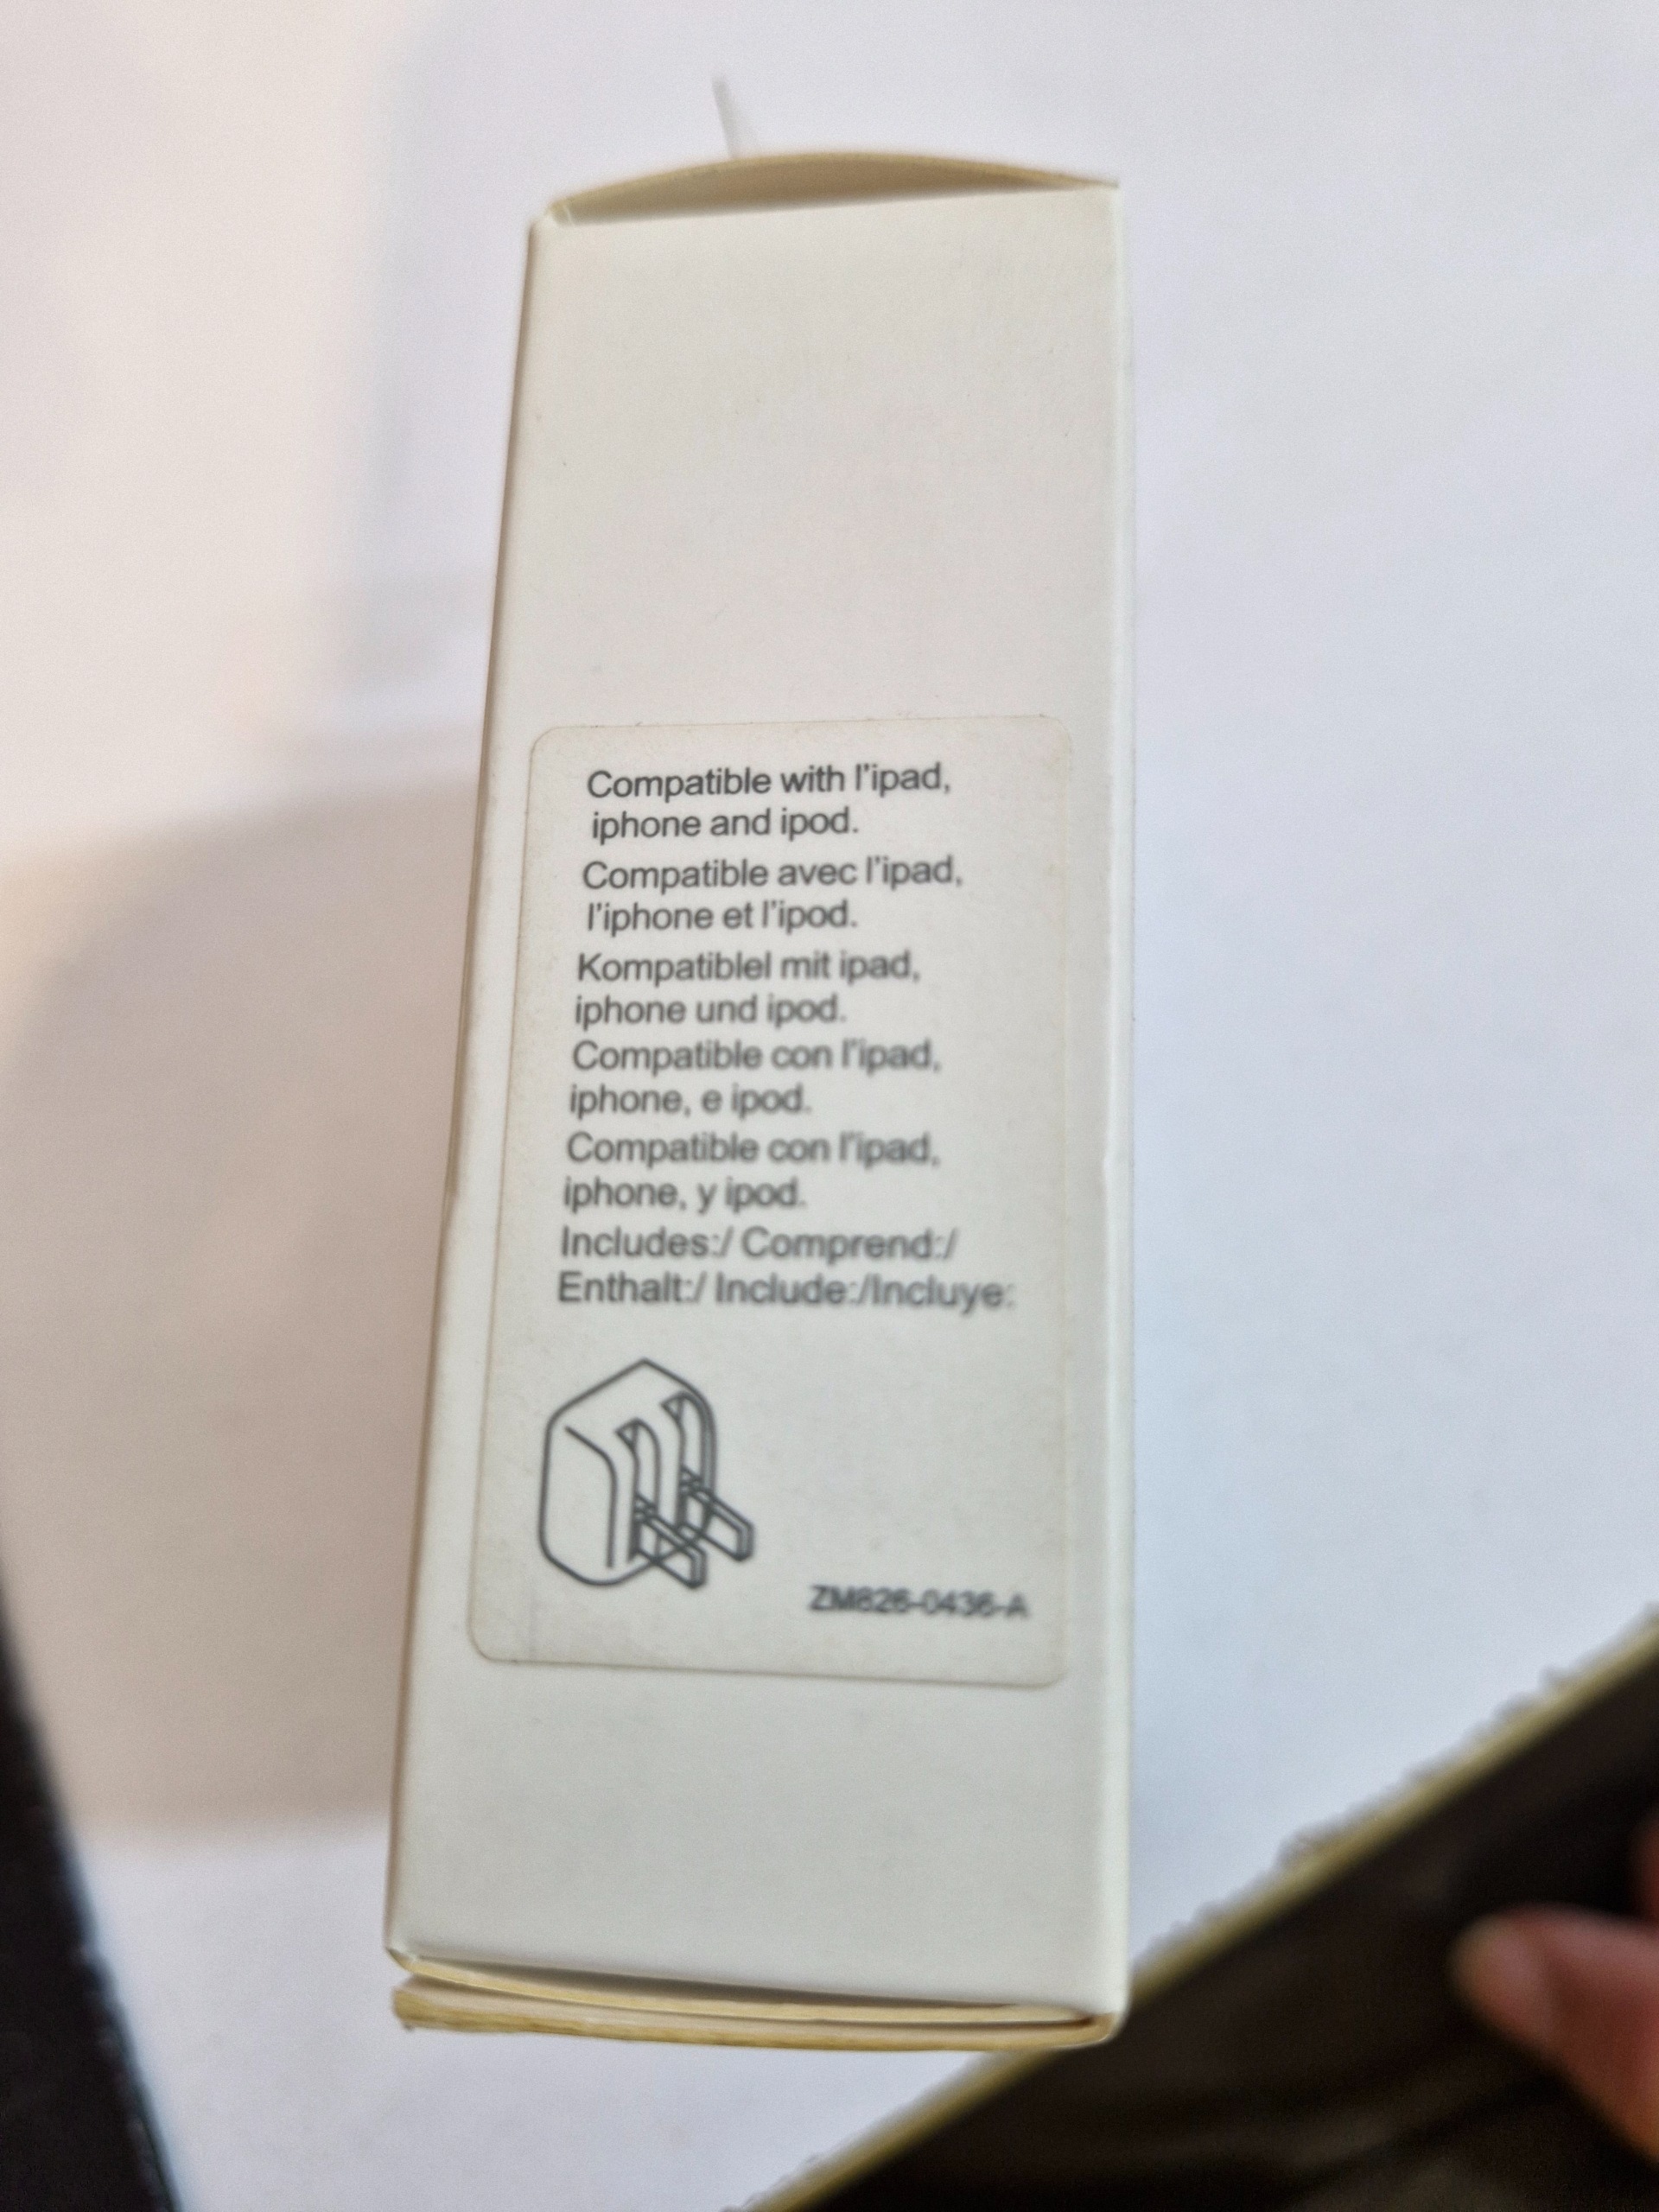 Compatible with l'ipad,
iphone and ipod.
Compatible avec l'ipad,
l'iphone et l'ipod.
Kompatiblel mit ipad,
iphone und ipod.
Compatible con l'ipad,
iphone, e ipod.
Compatible con l'ipad,
iphone, y ipod.
Includes:/ Comprend:/
Enthalt:/ Include:/Incluye:
ZM826-0436-A